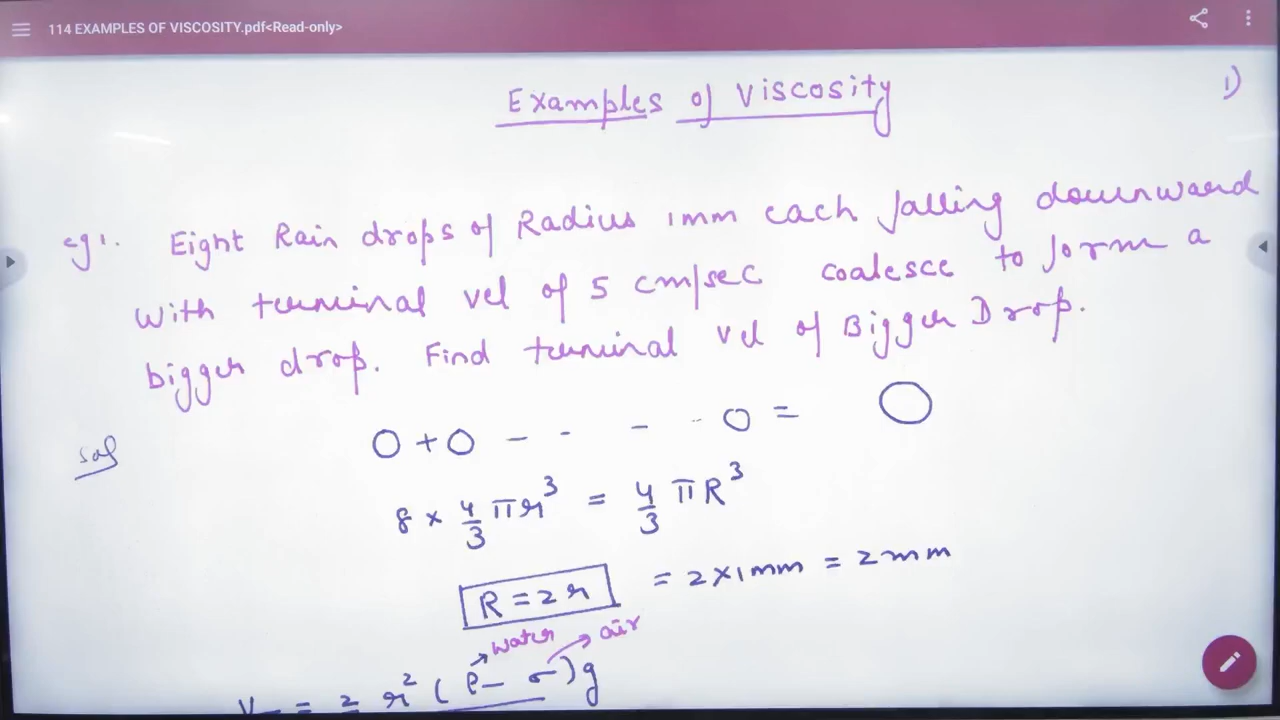 114 EXAMPLES OF VISCOSITY.pdf<Read-only>
Examples of Viscosity
1)
eg1. Eight Rain drops of Radius 1mm each falling downward
with terminal vel of 5 cm/sec coalesce to form a
bigger drop. Find terminal vel of Bigger Drop.
Sol
O + O - - - - - O = O
8 × 4/3 πr³ = 4/3 πR³
R = 2r = 2×1mm = 2mm
water air
V = 2 r² (ρ - σ)g